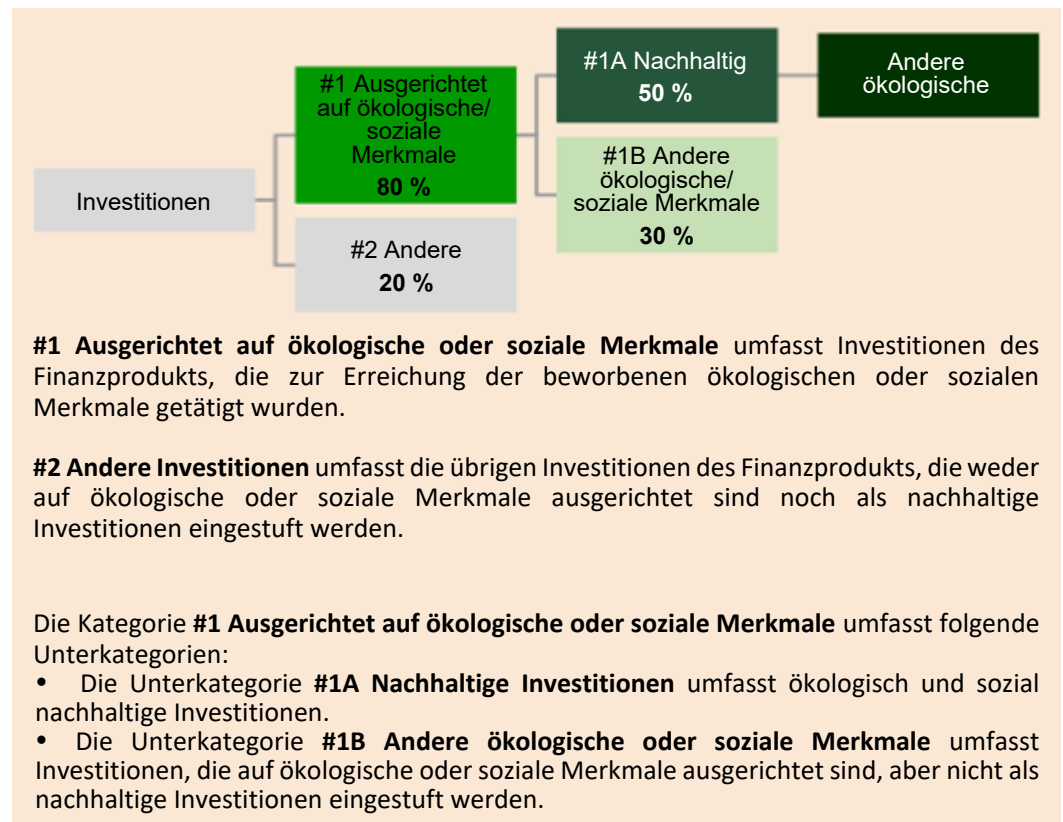 Investitionen
#1 Ausgerichtet
auf ökologische/
soziale
Merkmale
80 %
#2 Andere
20 %
#1A Nachhaltig
50 %
#1B Andere
ökologische/
soziale Merkmale
30 %
Andere
ökologische
#1 Ausgerichtet auf ökologische oder soziale Merkmale umfasst Investitionen des
Finanzprodukts, die zur Erreichung der beworbenen ökologischen oder sozialen
Merkmale getätigt wurden.
#2 Andere Investitionen umfasst die übrigen Investitionen des Finanzprodukts, die weder
auf ökologische oder soziale Merkmale ausgerichtet sind noch als nachhaltige
Investitionen eingestuft werden.
Die Kategorie #1 Ausgerichtet auf ökologische oder soziale Merkmale umfasst folgende
Unterkategorien:
• Die Unterkategorie #1A Nachhaltige Investitionen umfasst ökologisch und sozial
nachhaltige Investitionen.
• Die Unterkategorie #1B Andere ökologische oder soziale Merkmale umfasst
Investitionen, die auf ökologische oder soziale Merkmale ausgerichtet sind, aber nicht als
nachhaltige Investitionen eingestuft werden.